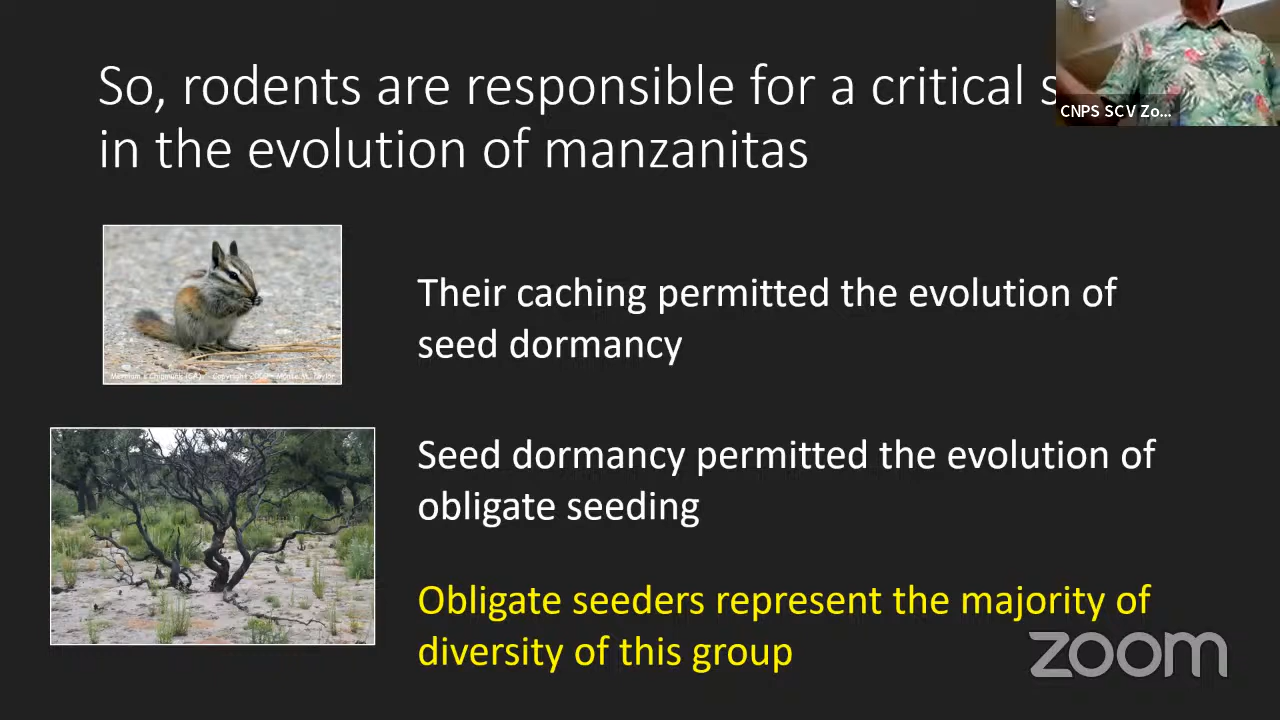 So, rodents are responsible for a critical s
in the evolution of manzanitas
CNPS SCV Zo...
Their caching permitted the evolution of
seed dormancy
Seed dormancy permitted the evolution of
obligate seeding
Obligate seeders represent the majority of
diversity of this group
zoom